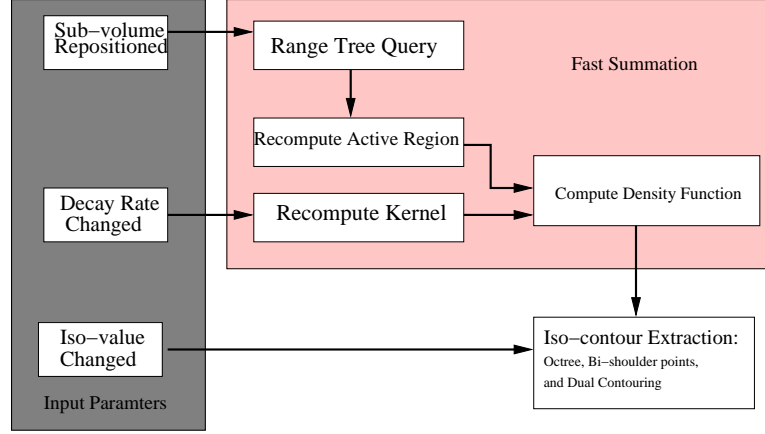 Sub−volume
Repositioned
Range Tree Query
Fast Summation
Recompute Active Region
Decay Rate
Changed
Recompute Kernel
Compute Density Function
Iso−value
Changed
Iso−contour Extraction:
Octree, Bi−shoulder points,
and Dual Contouring
Input Paramters